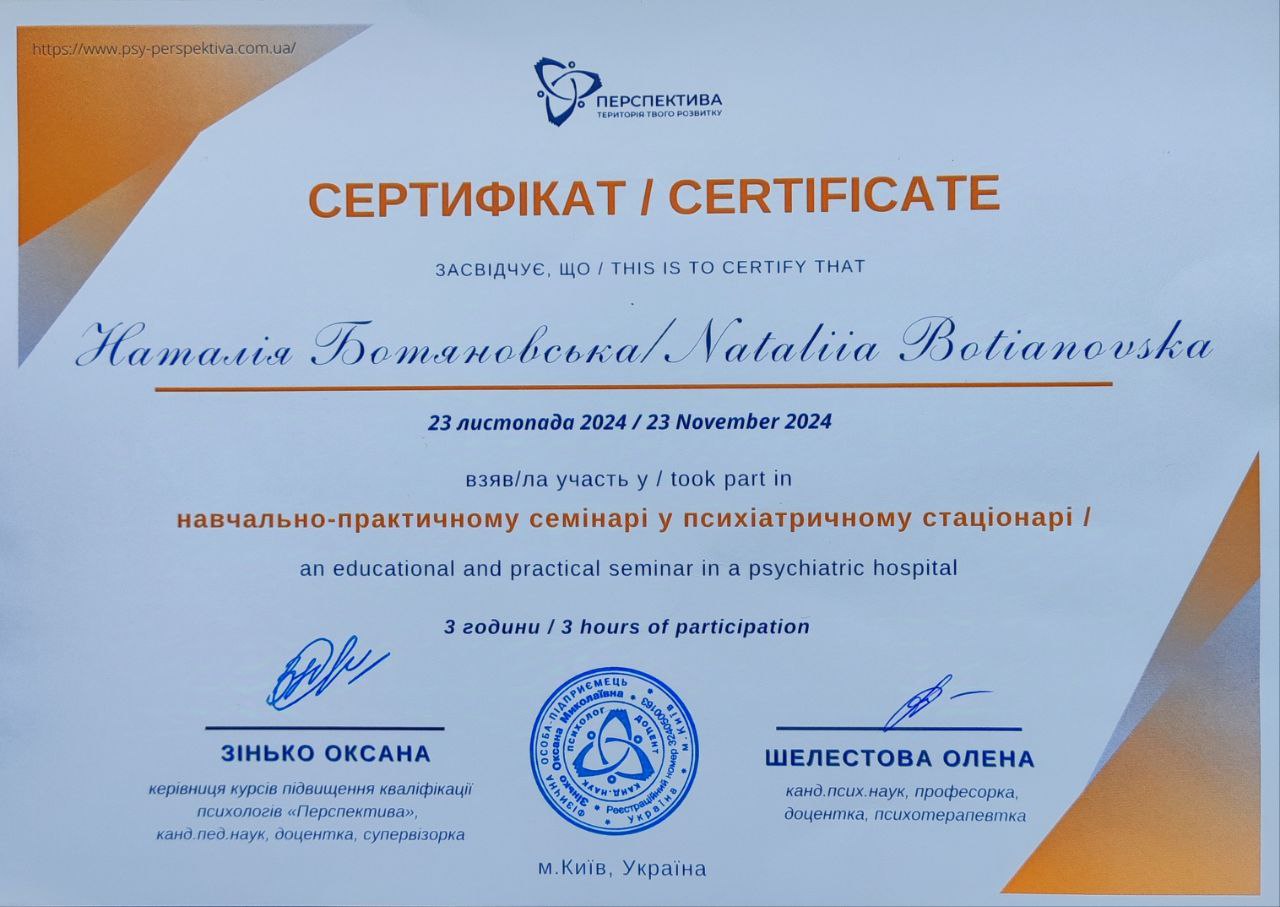 https://www.psy-perspektiva.com.ua/
ПЕРСПЕКТИВА
ТЕРИТОРІЯ ТВОГО РОЗВИТКУ
СЕРТИФІКАТ / CERTIFICATE
ЗАСВІДЧУЄ, ЩО / THIS IS TO CERTIFY THAT
Наталія Ботяновська/Nataliia Botianovska
23 листопада 2024 / 23 November 2024
взяв/ла участь у / took part in
навчально-практичному семінарі у психіатричному стаціонарі /
an educational and practical seminar in a psychiatric hospital
3 години / 3 hours of participation
ЗІНЬКО ОКСАНА
керівниця курсів підвищення кваліфікації
психологів «Перспектива»,
канд.пед.наук, доцентка, супервізорка
ФІЗИЧНА ОСОБА-ПІДПРИЄМЕЦЬ * м.Київ * Україна *
Зінько Оксана Миколаївна * Реєстраційний номер 3240500163 *
психолог доцент канд.наук
ШЕЛЕСТОВА ОЛЕНА
канд.псих.наук, професорка,
доцентка, психотерапевтка
м.Київ, Україна